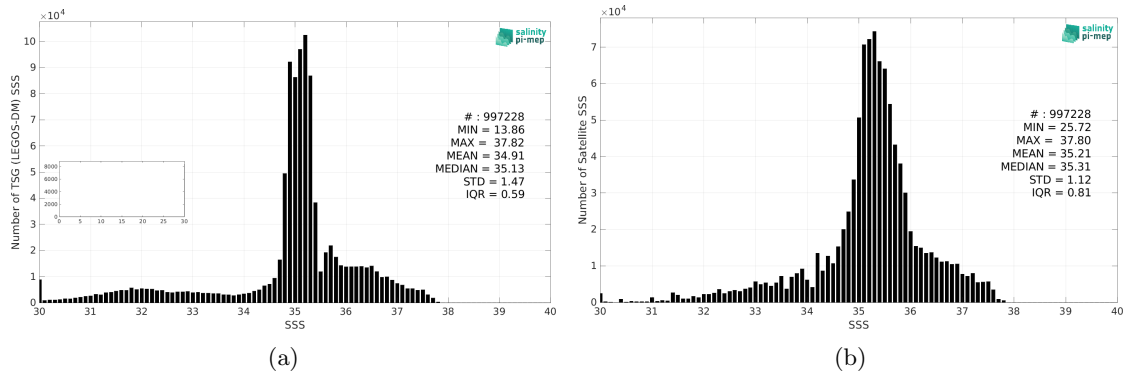 ×10⁴
10
9
8
7
6
5
4
3
2
1
0
Number of TSG (LEGOS-DM) SSS
30 31 32 33 34 35 36 37 38 39 40
SSS
salinity
pi-mep
# : 997228
MIN = 13.86
MAX = 37.82
MEAN = 34.91
MEDIAN = 35.13
STD = 1.47
IQR = 0.59
8000
6000
4000
2000
0
0 5 10 15 20 25 30
(a)
×10⁴
7
6
5
4
3
2
1
0
Number of Satellite SSS
30 31 32 33 34 35 36 37 38 39 40
SSS
salinity
pi-mep
# : 997228
MIN = 25.72
MAX = 37.80
MEAN = 35.21
MEDIAN = 35.31
STD = 1.12
IQR = 0.81
(b)